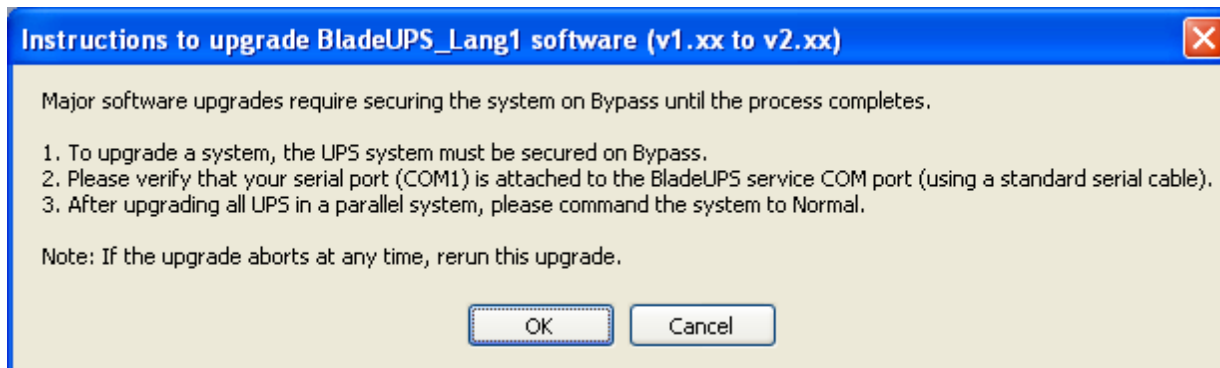 Instructions to upgrade BladeUPS_Lang1 software (v1.xx to v2.xx)
Major software upgrades require securing the system on Bypass until the process completes.
1. To upgrade a system, the UPS system must be secured on Bypass.
2. Please verify that your serial port (COM1) is attached to the BladeUPS service COM port (using a standard serial cable).
3. After upgrading all UPS in a parallel system, please command the system to Normal.
Note: If the upgrade aborts at any time, rerun this upgrade.
OK Cancel